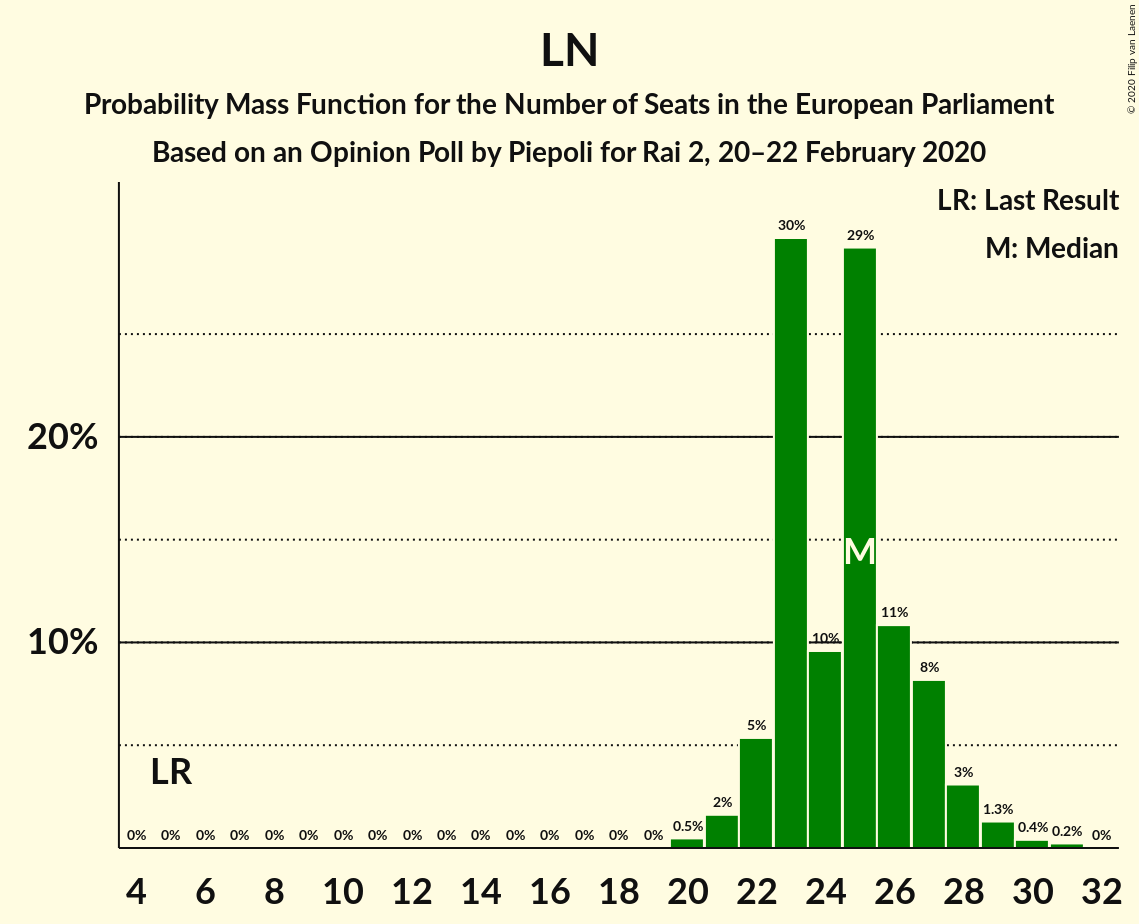 LN
Probability Mass Function for the Number of Seats in the European Parliament
Based on an Opinion Poll by Piepoli for Rai 2, 20–22 February 2020
© 2020 Filip van Laenen
LR: Last Result
M: Median
30%
29%
20%
M
11%
10%
10%
8%
5%
LR
3%
2%
1.3%
0% 0% 0% 0% 0% 0% 0% 0% 0% 0% 0% 0% 0% 0% 0% 0% 0.5% 0.4% 0.2% 0%
4 6 8 10 12 14 16 18 20 22 24 26 28 30 32